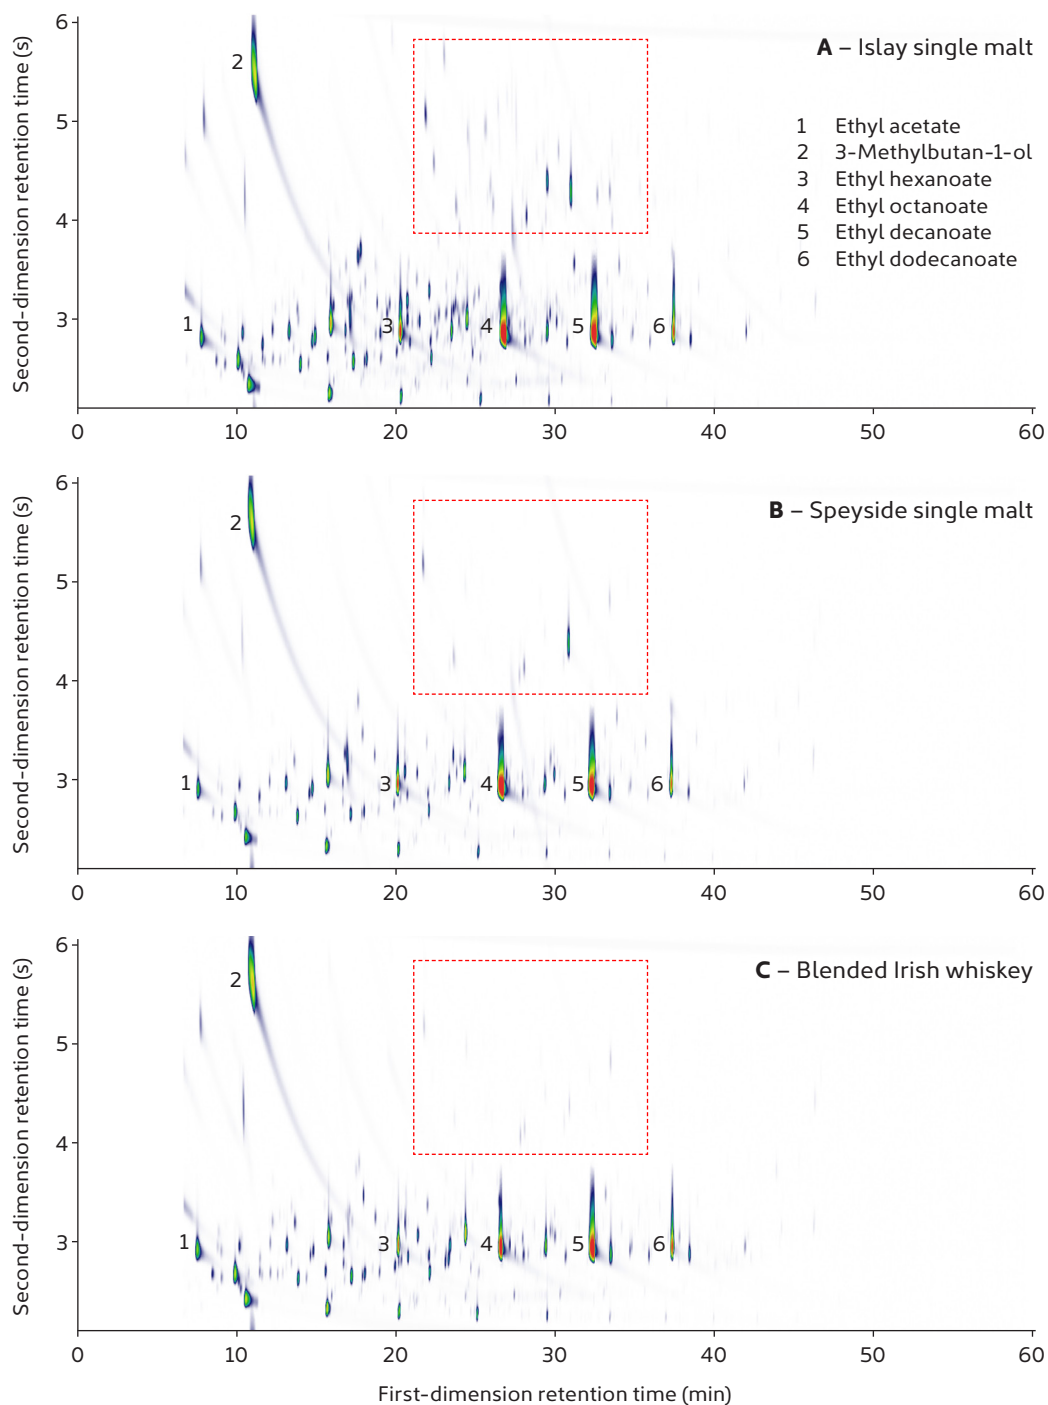 A – Islay single malt
1 Ethyl acetate
2 3-Methylbutan-1-ol
3 Ethyl hexanoate
4 Ethyl octanoate
5 Ethyl decanoate
6 Ethyl dodecanoate
Second-dimension retention time (s)
6
5
4
3
2
1
3
4
5
6
0 10 20 30 40 50 60
B – Speyside single malt
Second-dimension retention time (s)
6
5
4
3
2
1
3
4
5
6
0 10 20 30 40 50 60
C – Blended Irish whiskey
Second-dimension retention time (s)
6
5
4
3
2
1
3
4
5
6
0 10 20 30 40 50 60
First-dimension retention time (min)